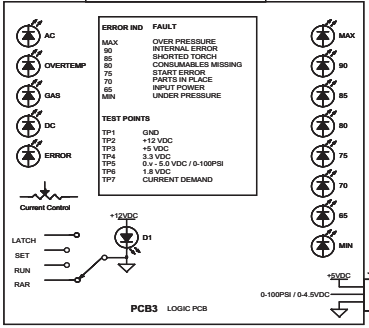 AC
OVERTEMP
GAS
DC
ERROR
Current Control
ERROR IND FAULT
MAX OVER PRESSURE
90 INTERNAL ERROR
85 SHORTED TORCH
80 CONSUMABLES MISSING
75 START ERROR
70 PARTS IN PLACE
65 INPUT POWER
MIN UNDER PRESSURE
TEST POINTS
TP1 GND
TP2 +12 VDC
TP3 +5 VDC
TP4 3.3 VDC
TP5 0.v - 5.0 VDC / 0-100PSI
TP6 1.8 VDC
TP7 CURRENT DEMAND
MAX
90
85
80
75
70
65
MIN
+12VDC
D1
LATCH
SET
RUN
RAR
+5VDC
0-100PSI / 0-4.5VDC
PCB3 LOGIC PCB